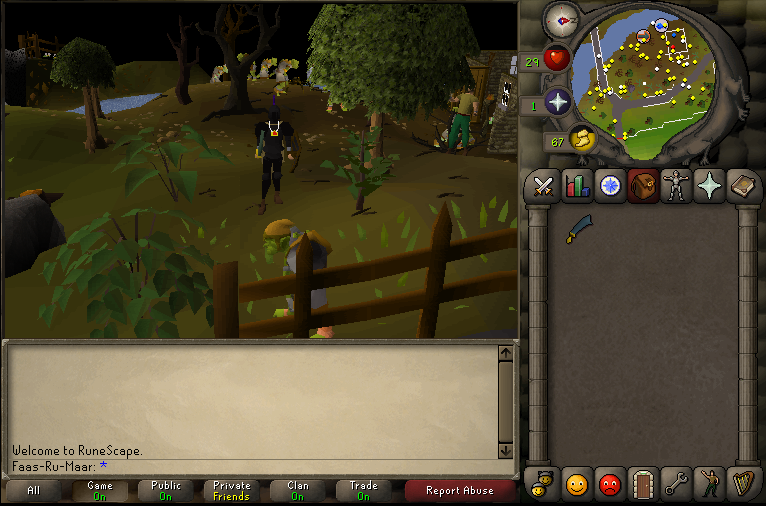 29
1
67
Welcome to RuneScape.
Faas-Ru-Maar: *
All
Game
On
Public
On
Private
Friends
Clan
On
Trade
On
Report Abuse